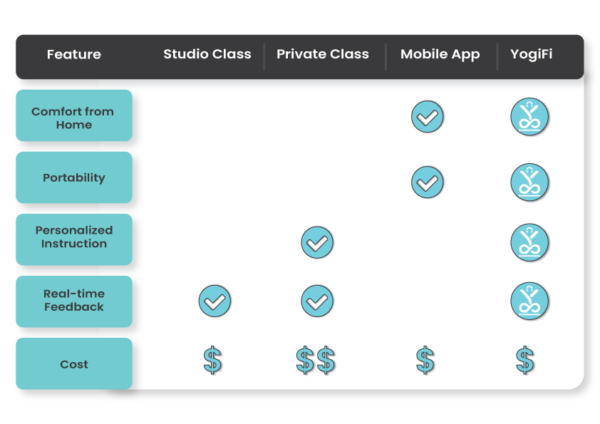 Feature Studio Class Private Class Mobile App YogiFi
Comfort from
Home
Portability
Personalized
Instruction
Real-time
Feedback
Cost $ $$ $ $